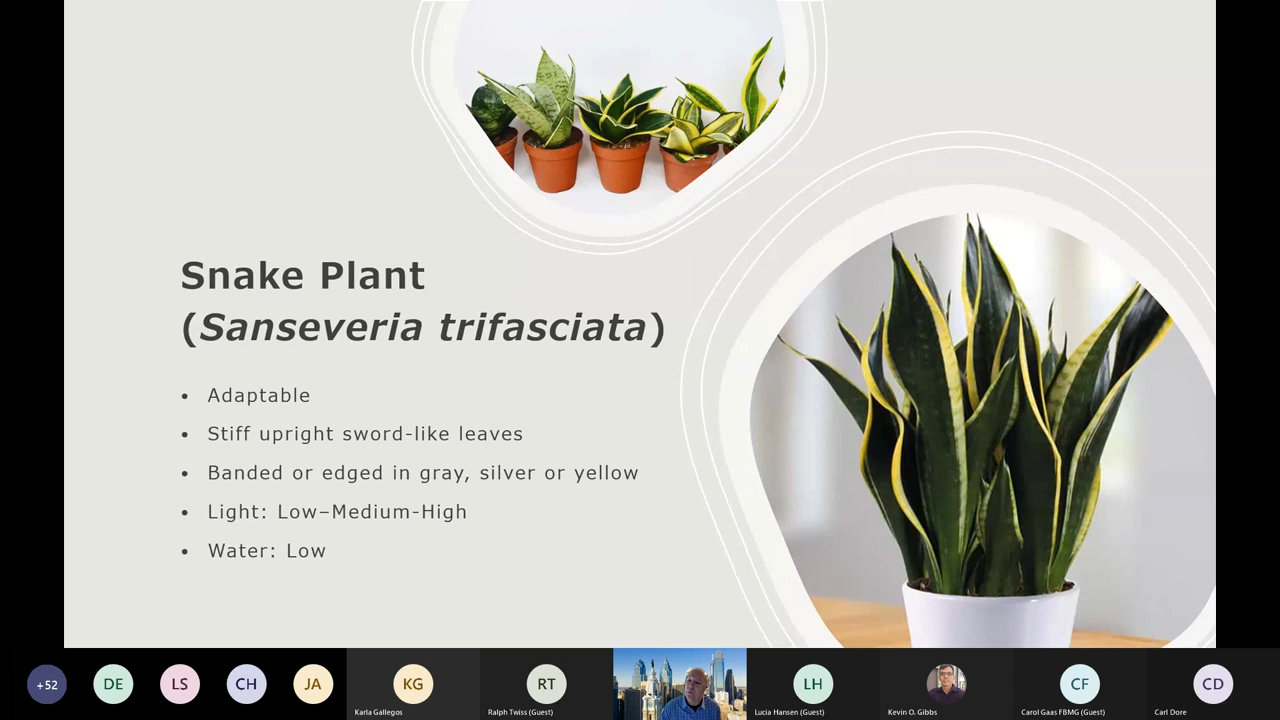 Snake Plant
(Sanseveria trifasciata)
• Adaptable
• Stiff upright sword-like leaves
• Banded or edged in gray, silver or yellow
• Light: Low–Medium-High
• Water: Low
+52
DE
LS
CH
JA
KG
RT
LH
CF
CD
Karla Gallegos
Ralph Twiss (Guest)
Lucia Hansen (Guest)
Kevin O. Gibbs
Carol Gaas FBMG (Guest)
Carl Dore